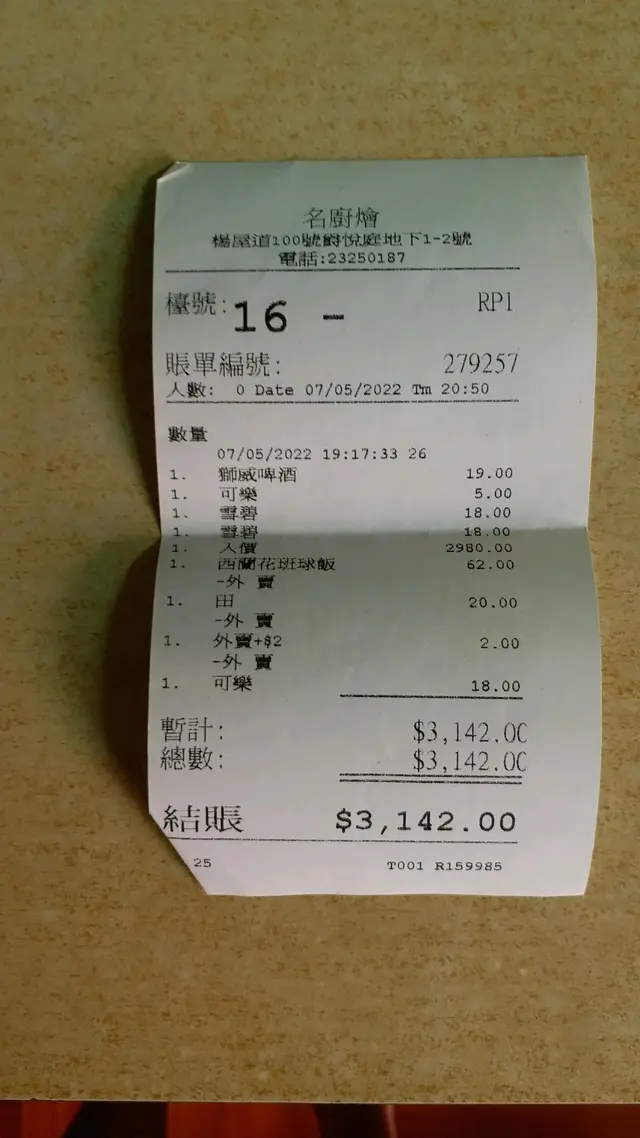 名廚燴
楊屋道100號爵悅庭地下1-2號
電話:23250187
檯號: 16 - RP1
賬單編號: 279257
人數: 0 Date 07/05/2022 Tm 20:50
數量
07/05/2022 19:17:33 26
1. 獅威啤酒 19.00
1. 可樂 5.00
1. 雪碧 18.00
1. 雪碧 18.00
1. 入價 2980.00
1. 西蘭花班球飯 62.00
-外 賣
1. 田 20.00
-外 賣
1. 外賣+$2 2.00
-外 賣
1. 可樂 18.00
暫計: $3,142.00
總數: $3,142.00
結賬 $3,142.00
25 T001 R159985